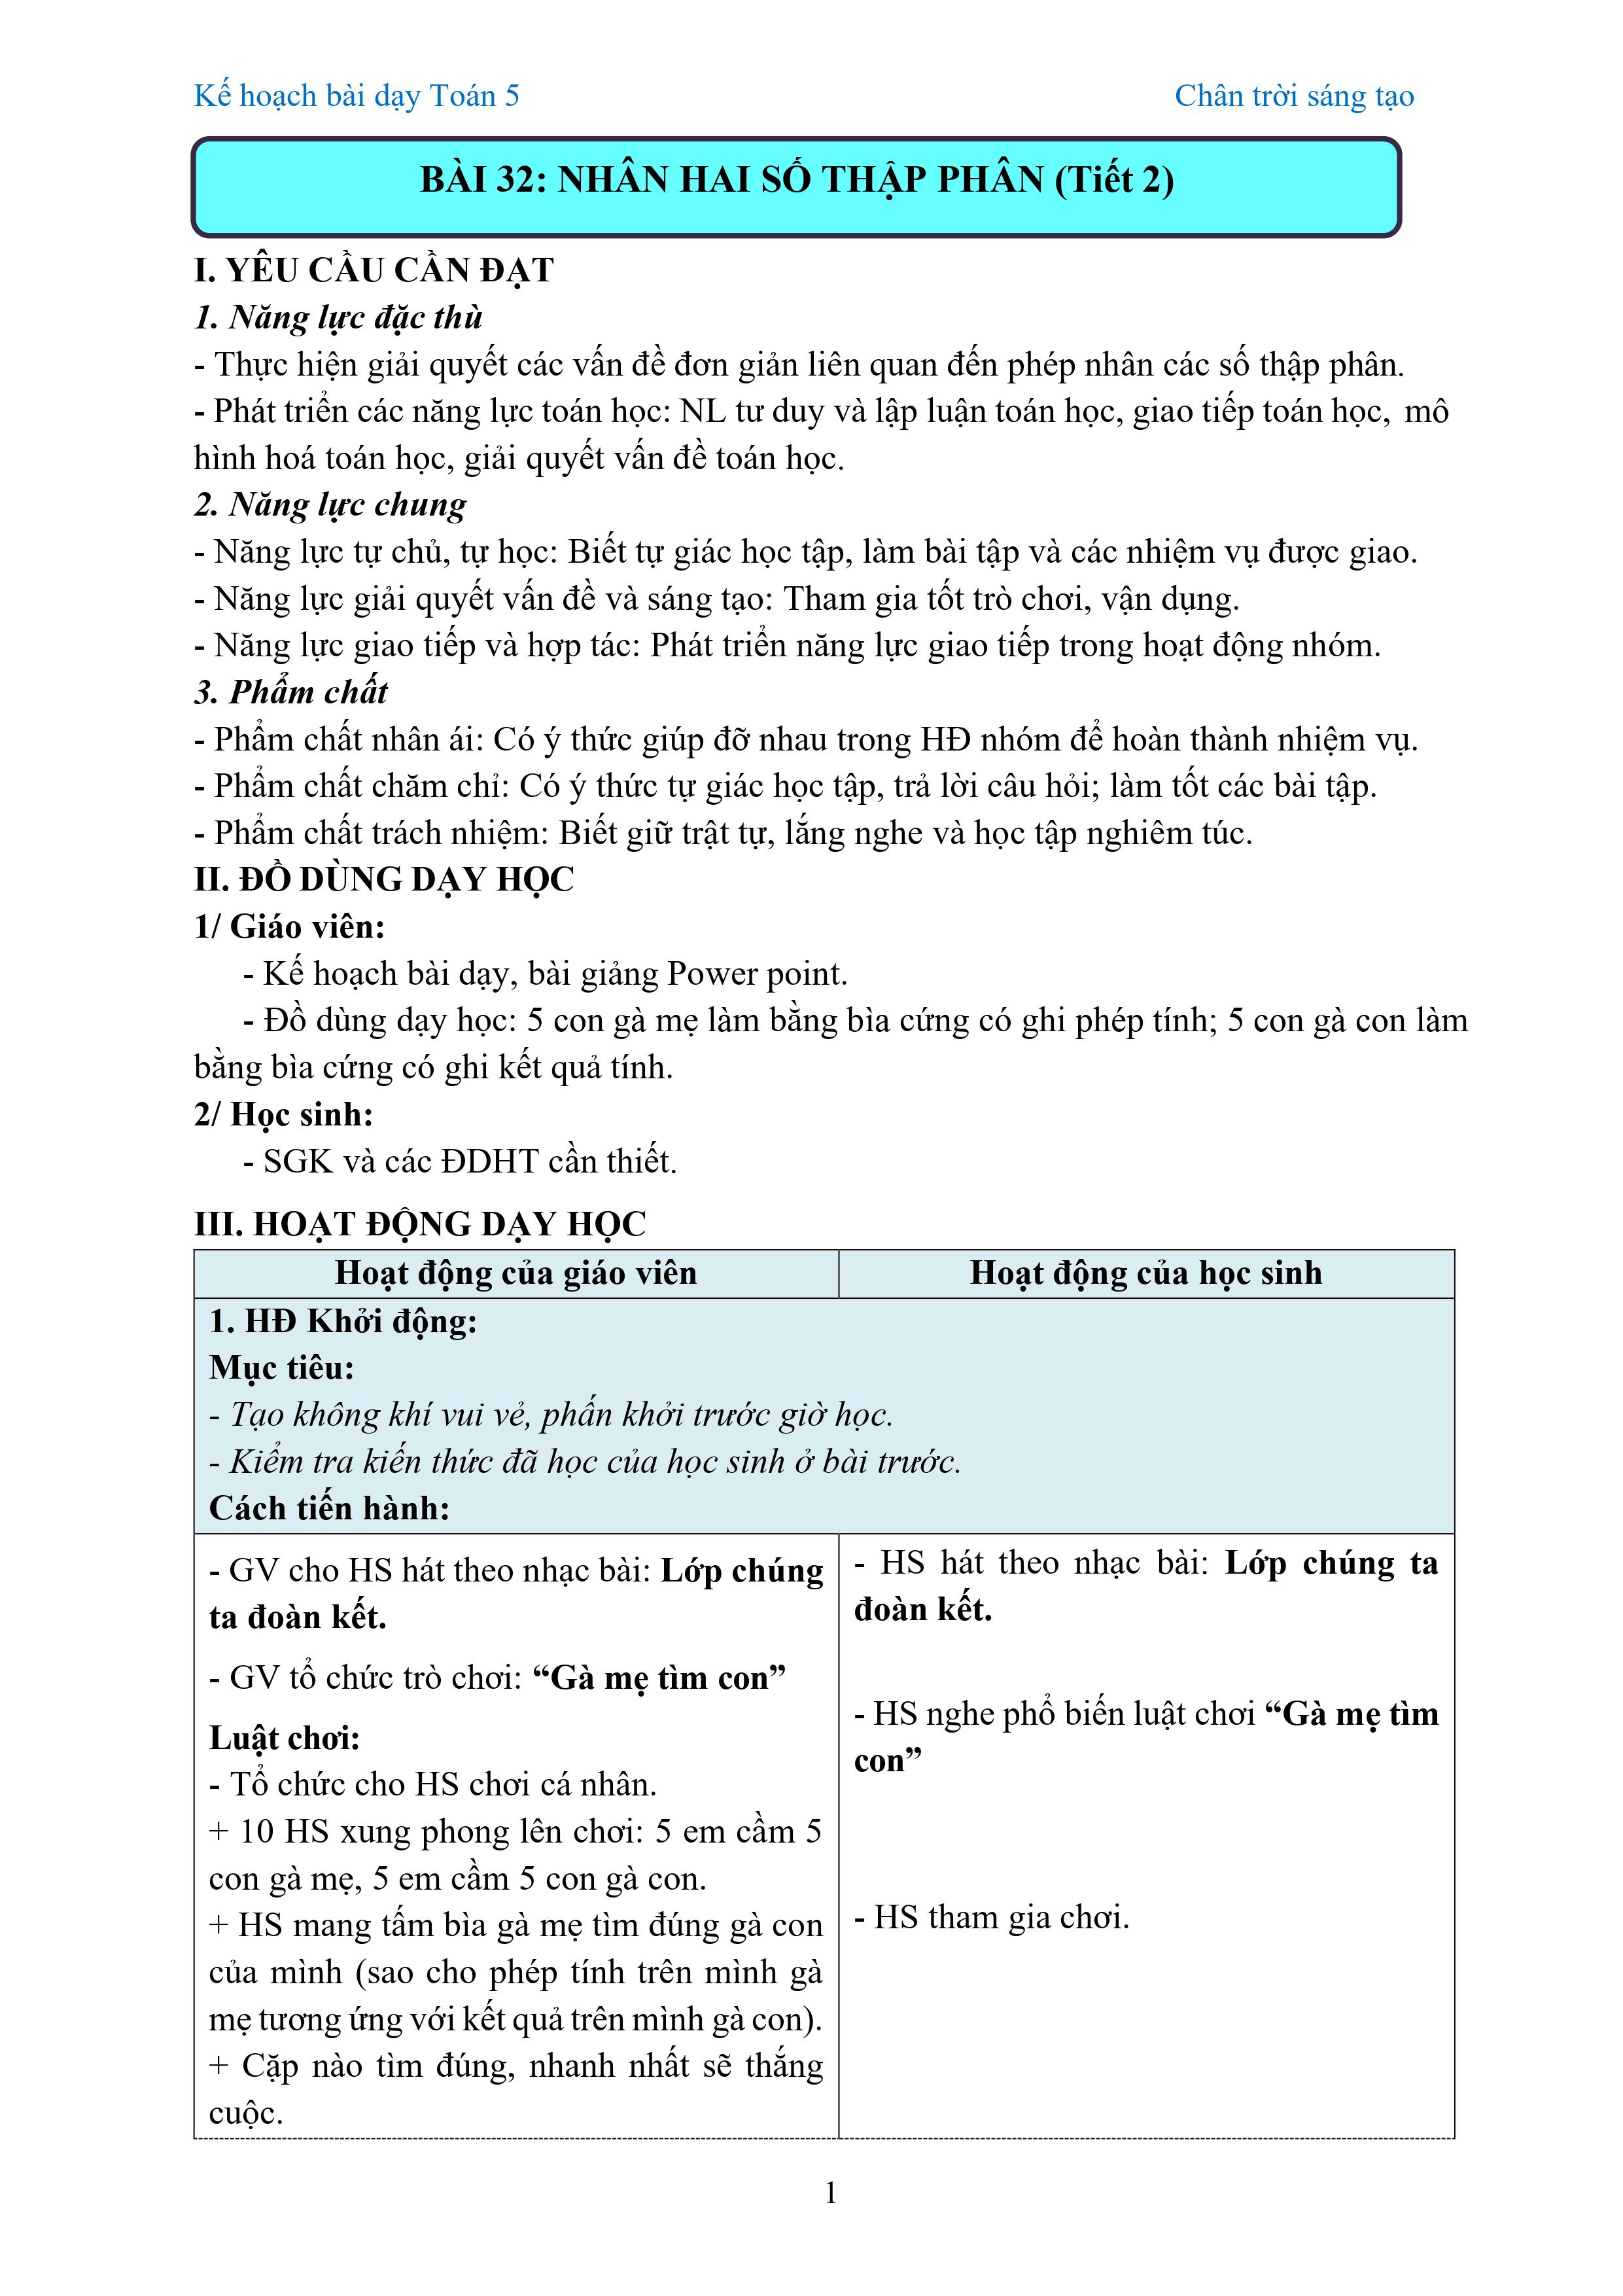 Kế hoạch bài dạy Toán 5
Chân trời sáng tạo
BÀI 32: NHÂN HAI SỐ THẬP PHÂN (Tiết 2)
I. YÊU CẦU CẦN ĐẠT
1. Năng lực đặc thù
- Thực hiện giải quyết các vấn đề đơn giản liên quan đến phép nhân các số thập phân.
- Phát triển các năng lực toán học: NL tư duy và lập luận toán học, giao tiếp toán học, mô
hình hoá toán học, giải quyết vấn đề toán học.
2. Năng lực chung
- Năng lực tự chủ, tự học: Biết tự giác học tập, làm bài tập và các nhiệm vụ được giao.
- Năng lực giải quyết vấn đề và sáng tạo: Tham gia tốt trò chơi, vận dụng.
- Năng lực giao tiếp và hợp tác: Phát triển năng lực giao tiếp trong hoạt động nhóm.
3. Phẩm chất
- Phẩm chất nhân ái: Có ý thức giúp đỡ nhau trong HĐ nhóm để hoàn thành nhiệm vụ.
- Phẩm chất chăm chỉ: Có ý thức tự giác học tập, trả lời câu hỏi; làm tốt các bài tập.
- Phẩm chất trách nhiệm: Biết giữ trật tự, lắng nghe và học tập nghiêm túc.
II. ĐỒ DÙNG DẠY HỌC
1/ Giáo viên:
- Kế hoạch bài dạy, bài giảng Power point.
- Đồ dùng dạy học: 5 con gà mẹ làm bằng bìa cứng có ghi phép tính; 5 con gà con làm
bằng bìa cứng có ghi kết quả tính.
2/ Học sinh:
- SGK và các ĐDHT cần thiết.
III. HOẠT ĐỘNG DẠY HỌC
Hoạt động của giáo viên
Hoạt động của học sinh
1. HĐ Khởi động:
Mục tiêu:
- Tạo không khí vui vẻ, phấn khởi trước giờ học.
- Kiểm tra kiến thức đã học của học sinh ở bài trước.
Cách tiến hành:
- GV cho HS hát theo nhạc bài: Lớp chúng
ta đoàn kết.
- GV tổ chức trò chơi: “Gà mẹ tìm con”
Luật chơi:
- Tổ chức cho HS chơi cá nhân.
+ 10 HS xung phong lên chơi: 5 em cầm 5
con gà mẹ, 5 em cầm 5 con gà con.
+ HS mang tấm bìa gà mẹ tìm đúng gà con
của mình (sao cho phép tính trên mình gà
mẹ tương ứng với kết quả trên mình gà con).
+ Cặp nào tìm đúng, nhanh nhất sẽ thắng
cuộc.
- HS hát theo nhạc bài: Lớp chúng ta
đoàn kết.
- HS nghe phổ biến luật chơi “Gà mẹ tìm
con”
- HS tham gia chơi.
1